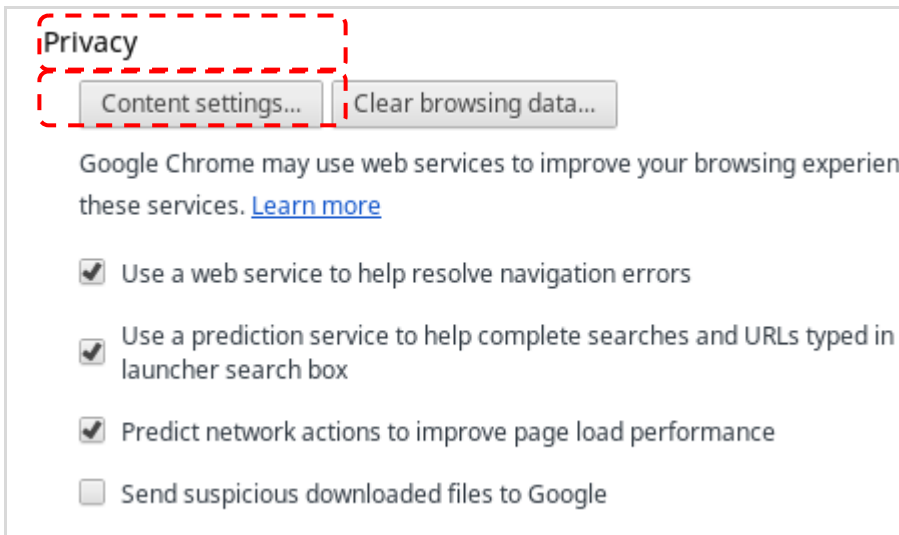 Privacy
Content settings... Clear browsing data...
Google Chrome may use web services to improve your browsing experien
these services. Learn more
Use a web service to help resolve navigation errors
Use a prediction service to help complete searches and URLs typed in
launcher search box
Predict network actions to improve page load performance
Send suspicious downloaded files to Google